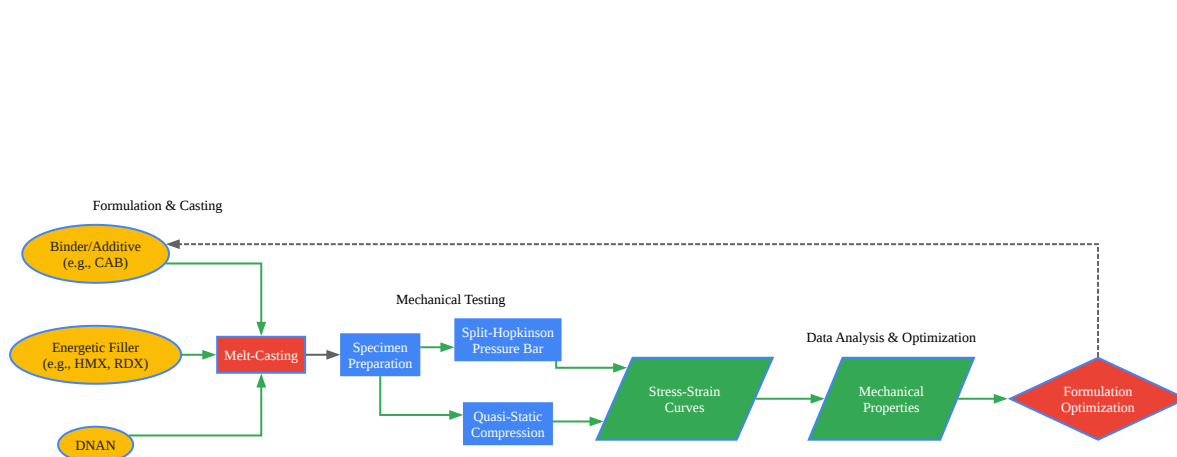 Formulation & Casting
Binder/Additive
(e.g., CAB)
Energetic Filler
(e.g., HMX, RDX)
DNAN
Melt-Casting
Mechanical Testing
Specimen
Preparation
Split-Hopkinson
Pressure Bar
Quasi-Static
Compression
Stress-Strain
Curves
Data Analysis & Optimization
Mechanical
Properties
Formulation
Optimization